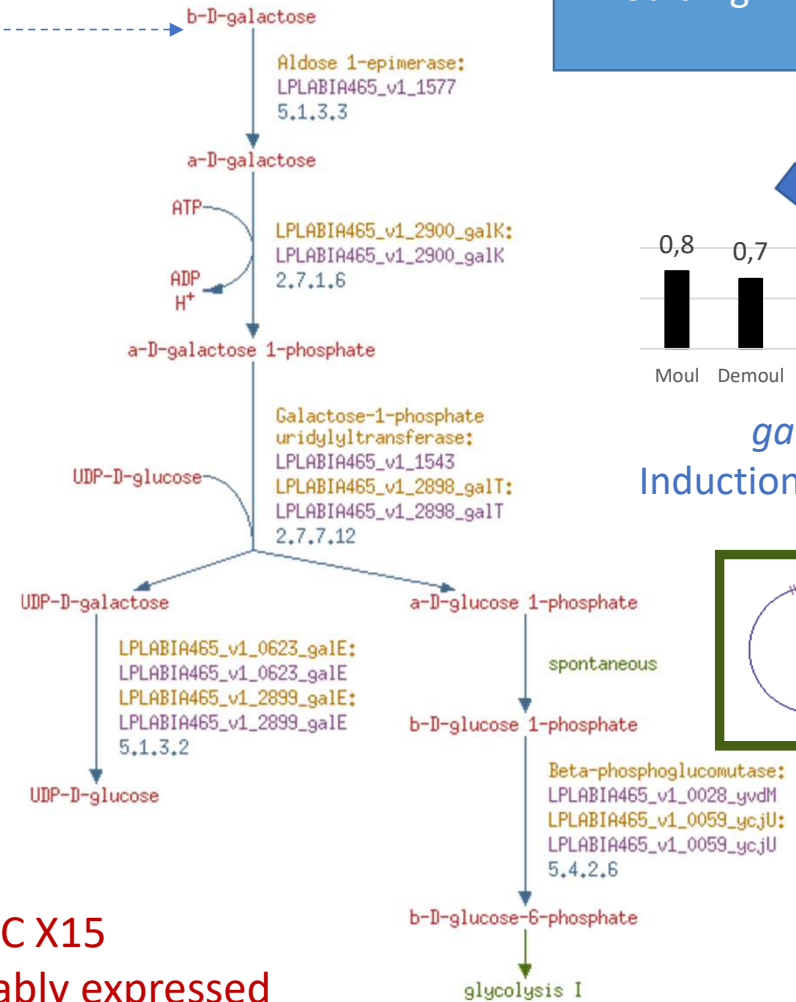 b-D-galactose
Aldose 1-epimerase:
LPLABIA465_v1_1577
5.1.3.3
a-D-galactose
ATP
ADP
H+
LPLABIA465_v1_2900_galK:
LPLABIA465_v1_2900_galK
2.7.1.6
0,8 0,7
Moul Demoul
a-D-galactose 1-phosphate
ga
Induction
Galactose-1-phosphate
uridylyltransferase:
LPLABIA465_v1_1543
LPLABIA465_v1_2898_galT:
LPLABIA465_v1_2898_galT
2.7.7.12
UDP-D-glucose
UDP-D-galactose
a-D-glucose 1-phosphate
LPLABIA465_v1_0623_galE:
LPLABIA465_v1_0623_galE
LPLABIA465_v1_2899_galE:
LPLABIA465_v1_2899_galE
5.1.3.2
spontaneous
b-D-glucose 1-phosphate
UDP-D-glucose
Beta-phosphoglucomutase:
LPLABIA465_v1_0028_yvdM
LPLABIA465_v1_0059_ycjU:
LPLABIA465_v1_0059_ycjU
5.4.2.6
b-D-glucose-6-phosphate
C X15
ably expressed
glycolysis I